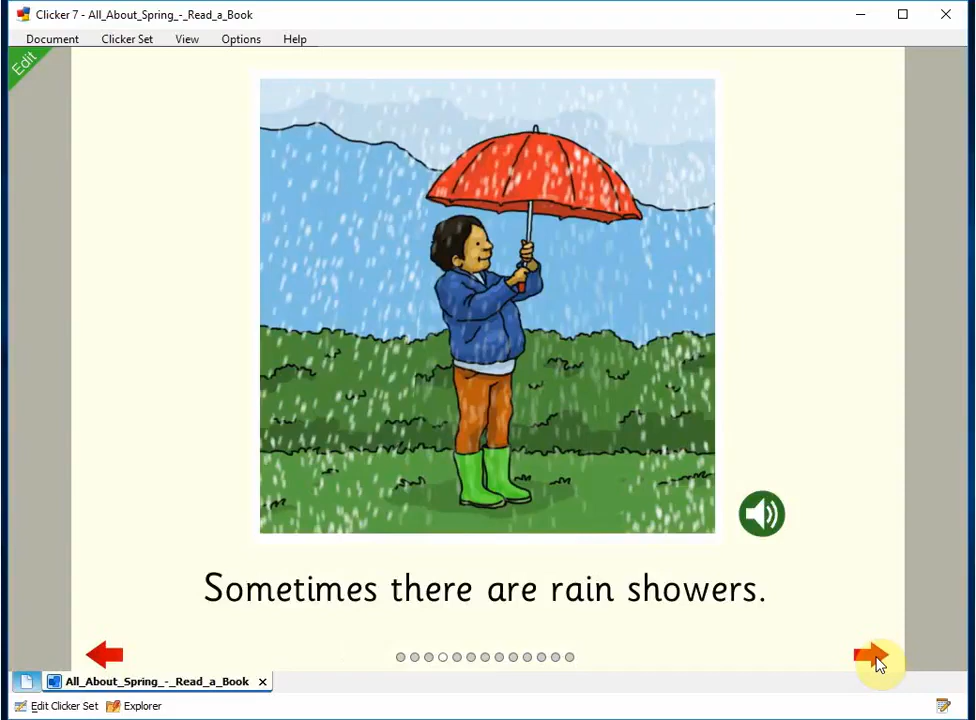 Clicker 7 - All_About_Spring_-_Read_a_Book
Document Clicker Set View Options Help
Edit
Sometimes there are rain showers.
All_About_Spring_-_Read_a_Book
Edit Clicker Set Explorer